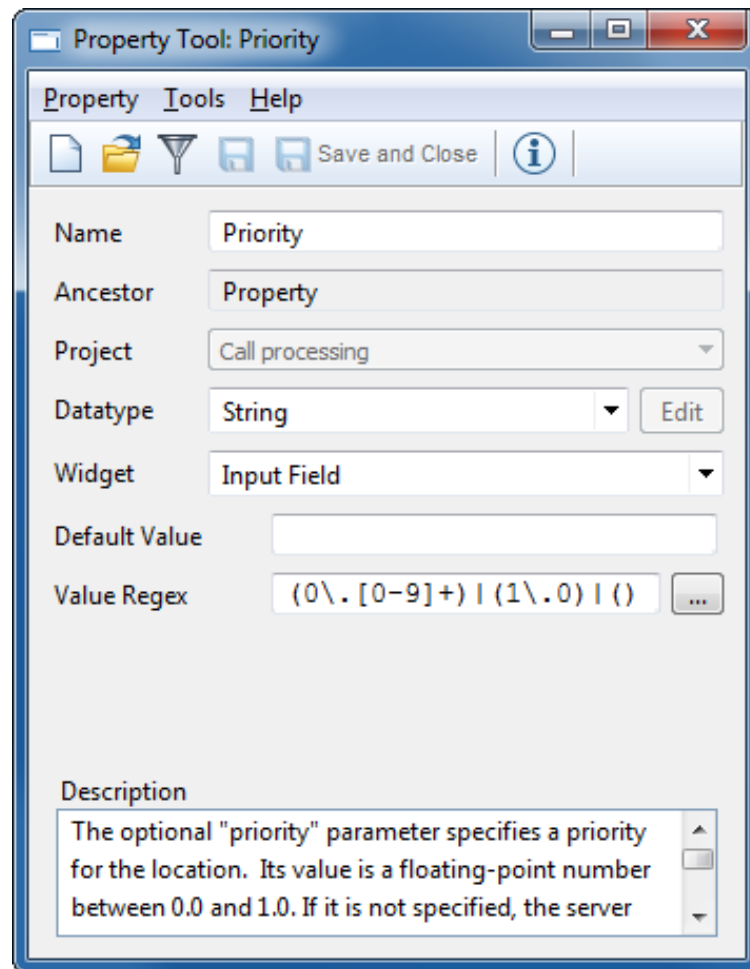 Property Tool: Priority
Property Tools Help
Save and Close
Name Priority
Ancestor Property
Project Call processing
Datatype String Edit
Widget Input Field
Default Value
Value Regex (0\.[0-9]+)|(1\.0)|() ...
Description
The optional "priority" parameter specifies a priority
for the location. Its value is a floating-point number
between 0.0 and 1.0. If it is not specified, the server